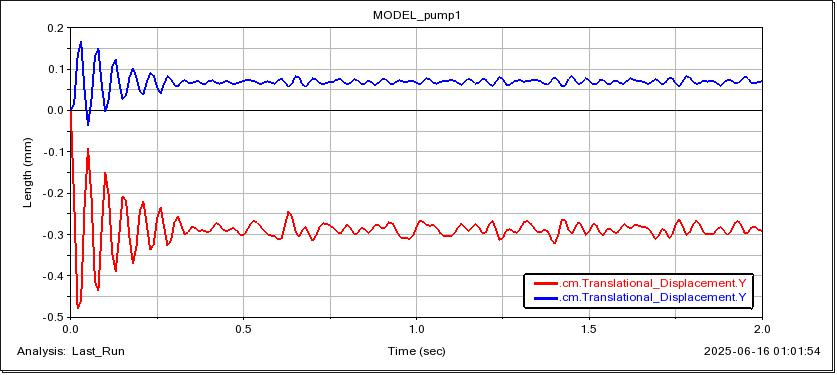 MODEL_pump1
0.2
0.1
0.0
-0.1
-0.2
-0.3
-0.4
-0.5
Length (mm)
.cm.Translational_Displacement.Y
.cm.Translational_Displacement.Y
0.0 0.5 1.0 1.5 2.0
Analysis: Last_Run Time (sec) 2025-06-16 01:01:54